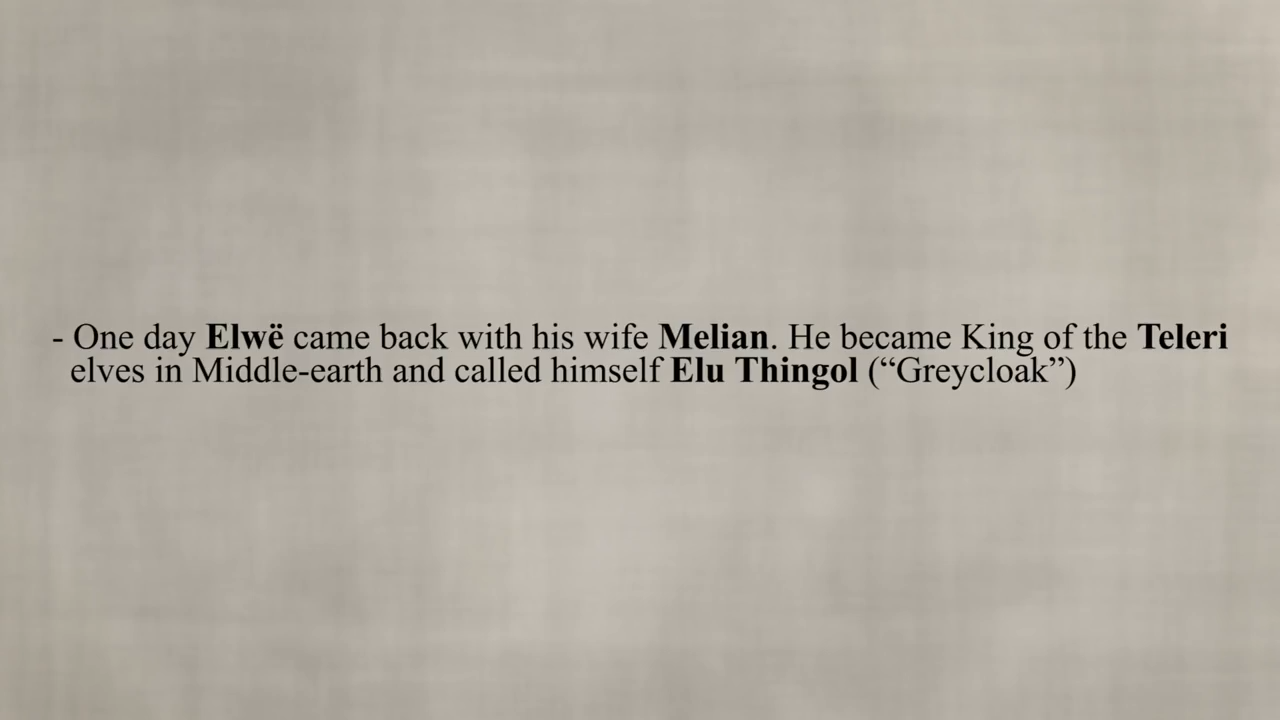 - One day Elwë came back with his wife Melian. He became King of the Teleri
elves in Middle-earth and called himself Elu Thingol (“Greycloak”)